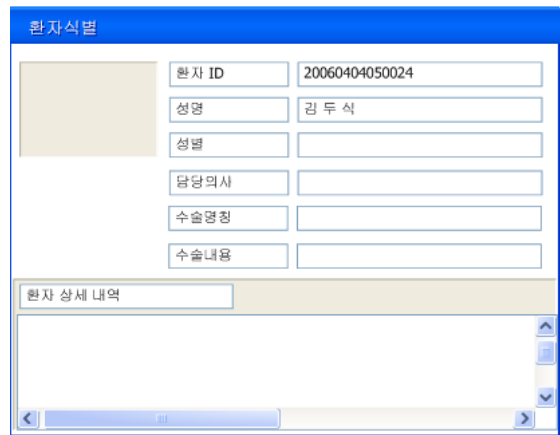 환자식별
환자 ID 20060404050024
성명 김 두 식
성별
담당의사
수술명칭
수술내용
환자 상세 내역